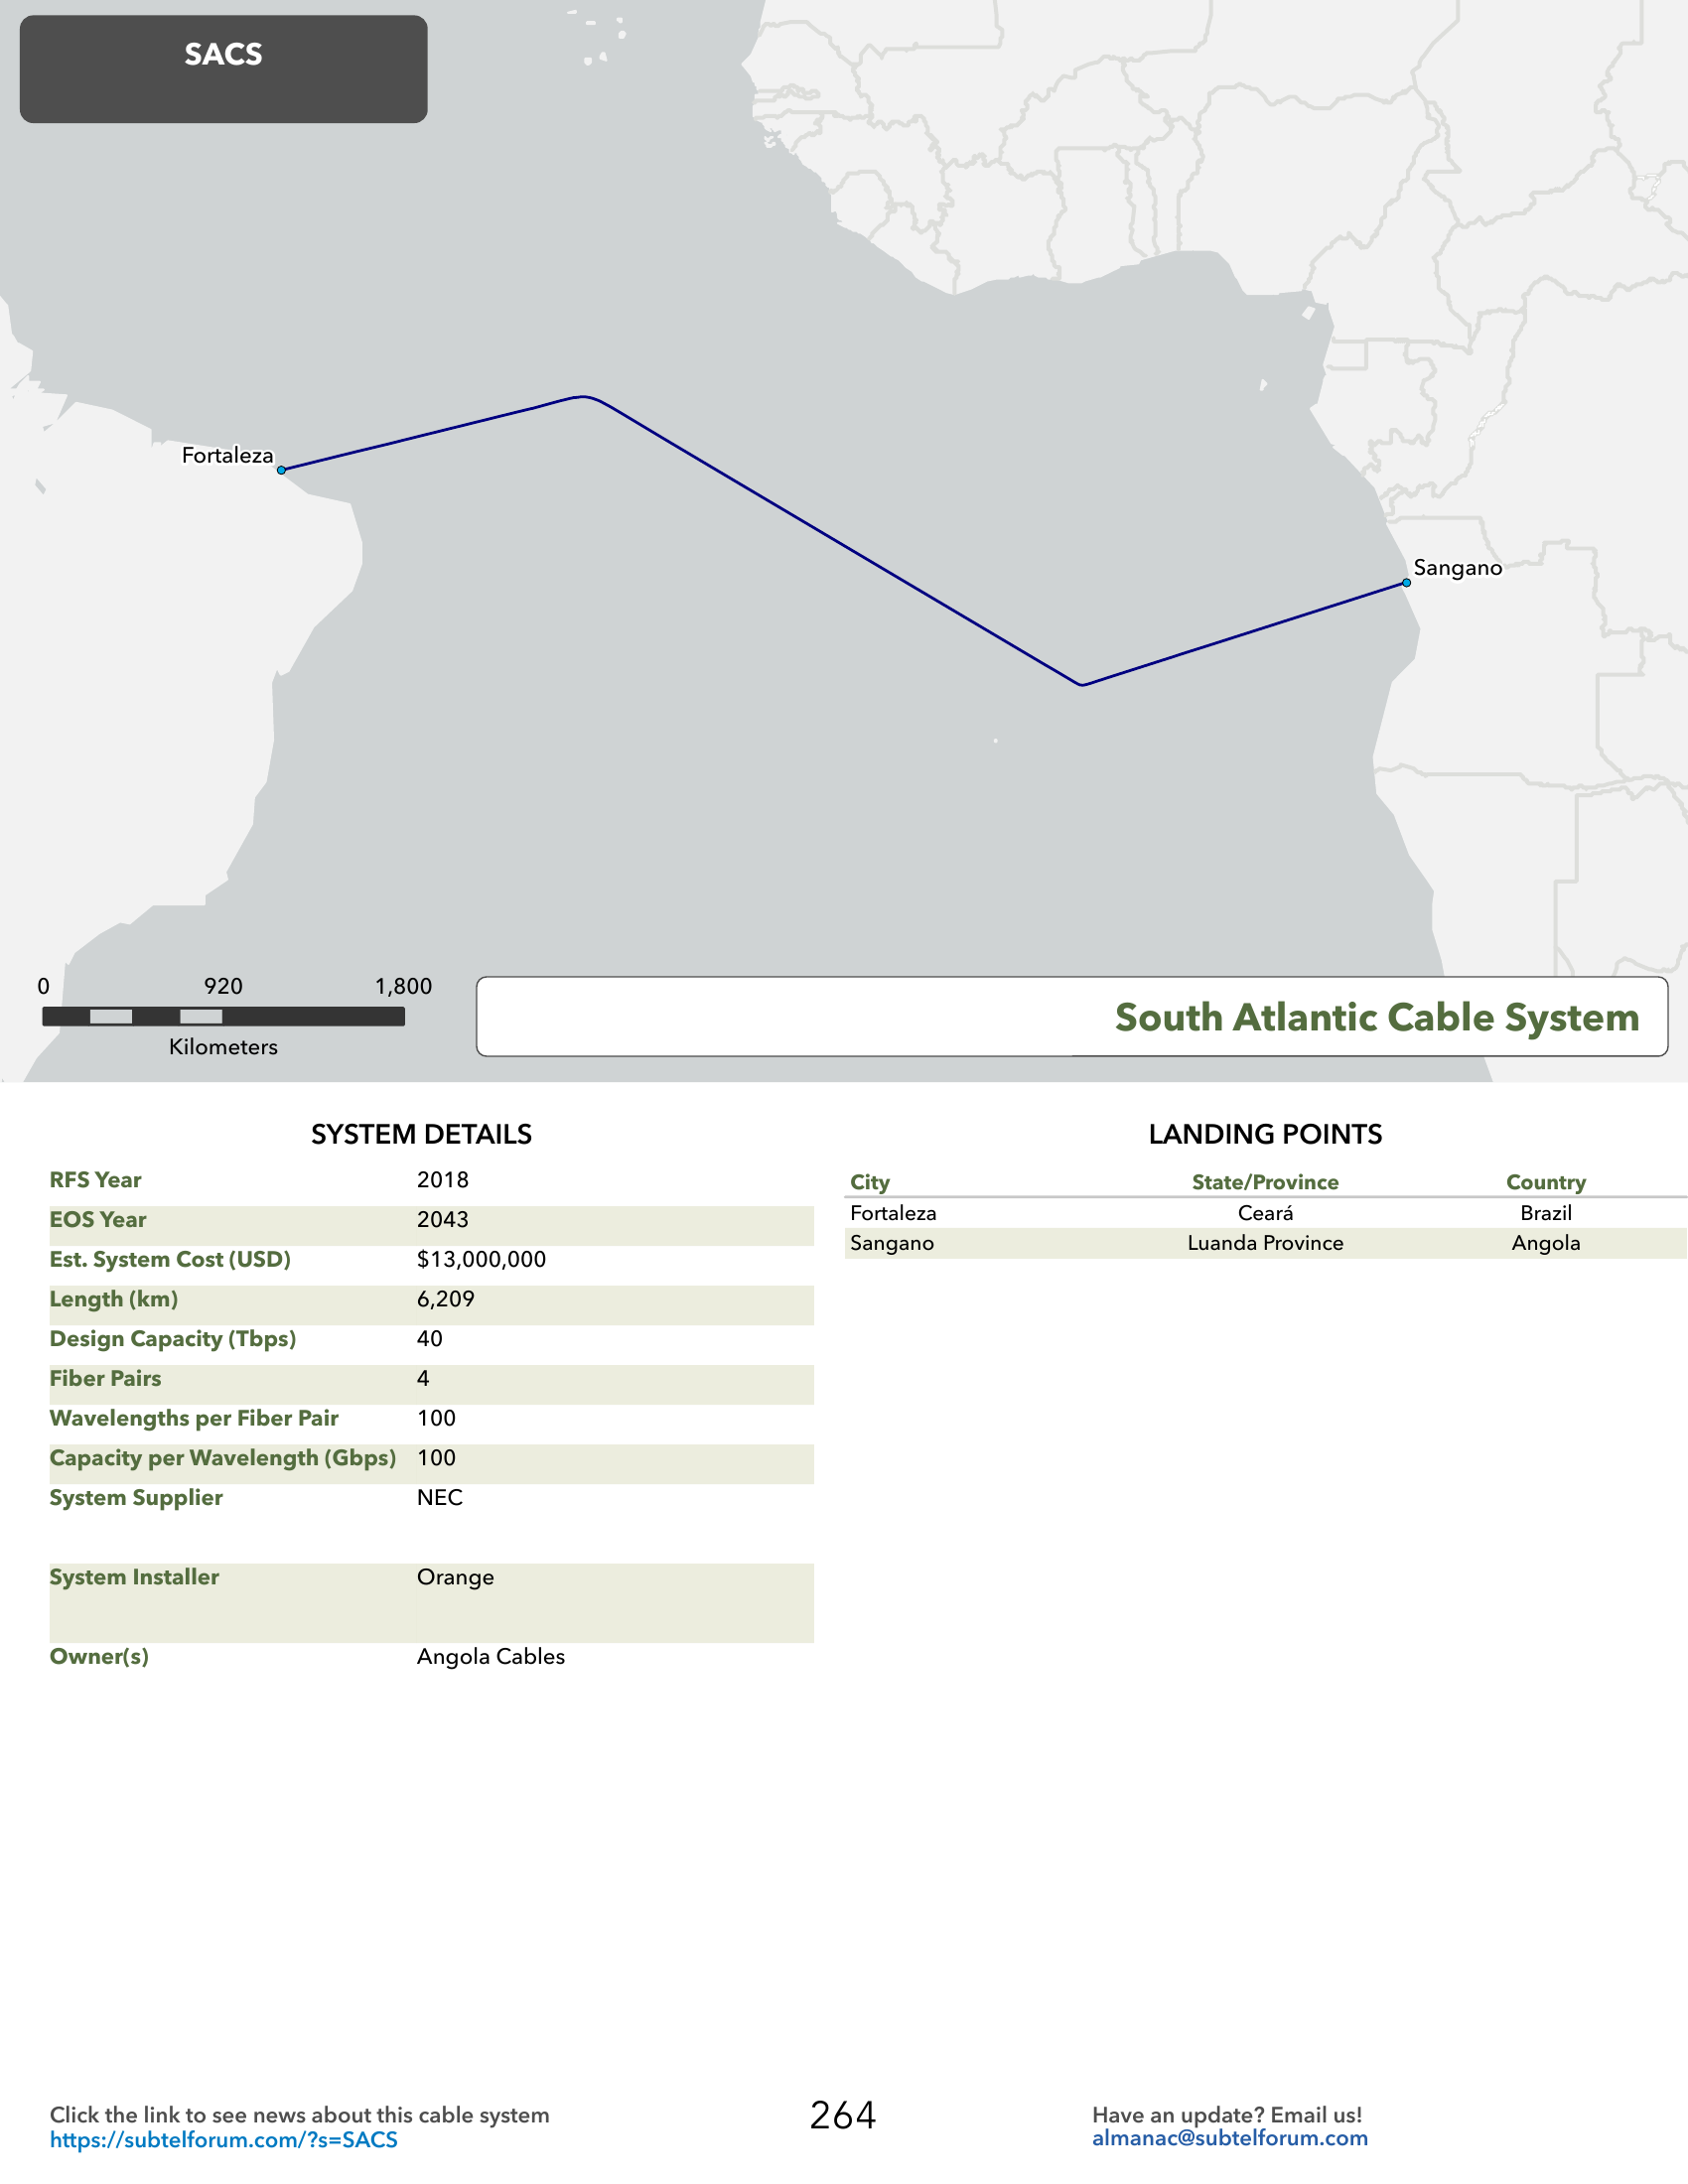 SACS
Fortaleza
Sangano
0 920 1,800
Kilometers
South Atlantic Cable System
SYSTEM DETAILS
RFS Year 2018
EOS Year 2043
Est. System Cost (USD) $13,000,000
Length (km) 6,209
Design Capacity (Tbps) 40
Fiber Pairs 4
Wavelengths per Fiber Pair 100
Capacity per Wavelength (Gbps) 100
System Supplier NEC
System Installer Orange
Owner(s) Angola Cables
LANDING POINTS
City State/Province Country
Fortaleza Ceará Brazil
Sangano Luanda Province Angola
Click the link to see news about this cable system
https://subtelforum.com/?s=SACS
264
Have an update? Email us!
almanac@subtelforum.com